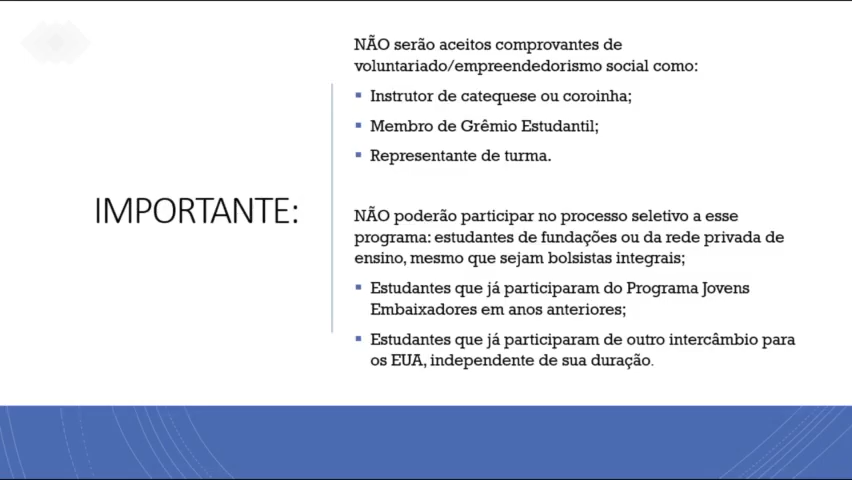 IMPORTANTE:
NÃO serão aceitos comprovantes de
voluntariado/empreendedorismo social como:
▪ Instrutor de catequese ou coroinha;
▪ Membro de Grêmio Estudantil;
▪ Representante de turma.
NÃO poderão participar no processo seletivo a esse
programa: estudantes de fundações ou da rede privada de
ensino, mesmo que sejam bolsistas integrais;
▪ Estudantes que já participaram do Programa Jovens
Embaixadores em anos anteriores;
▪ Estudantes que já participaram de outro intercâmbio para
os EUA, independente de sua duração.